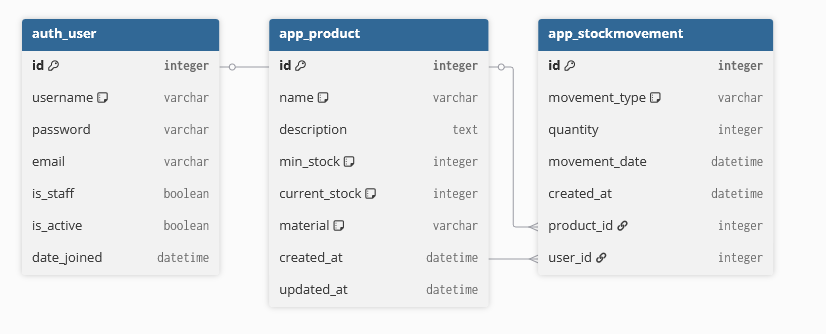 auth_user
id integer
username varchar
password varchar
email varchar
is_staff boolean
is_active boolean
date_joined datetime
app_product
id integer
name varchar
description text
min_stock integer
current_stock integer
material varchar
created_at datetime
updated_at datetime
app_stockmovement
id integer
movement_type varchar
quantity integer
movement_date datetime
created_at datetime
product_id integer
user_id integer